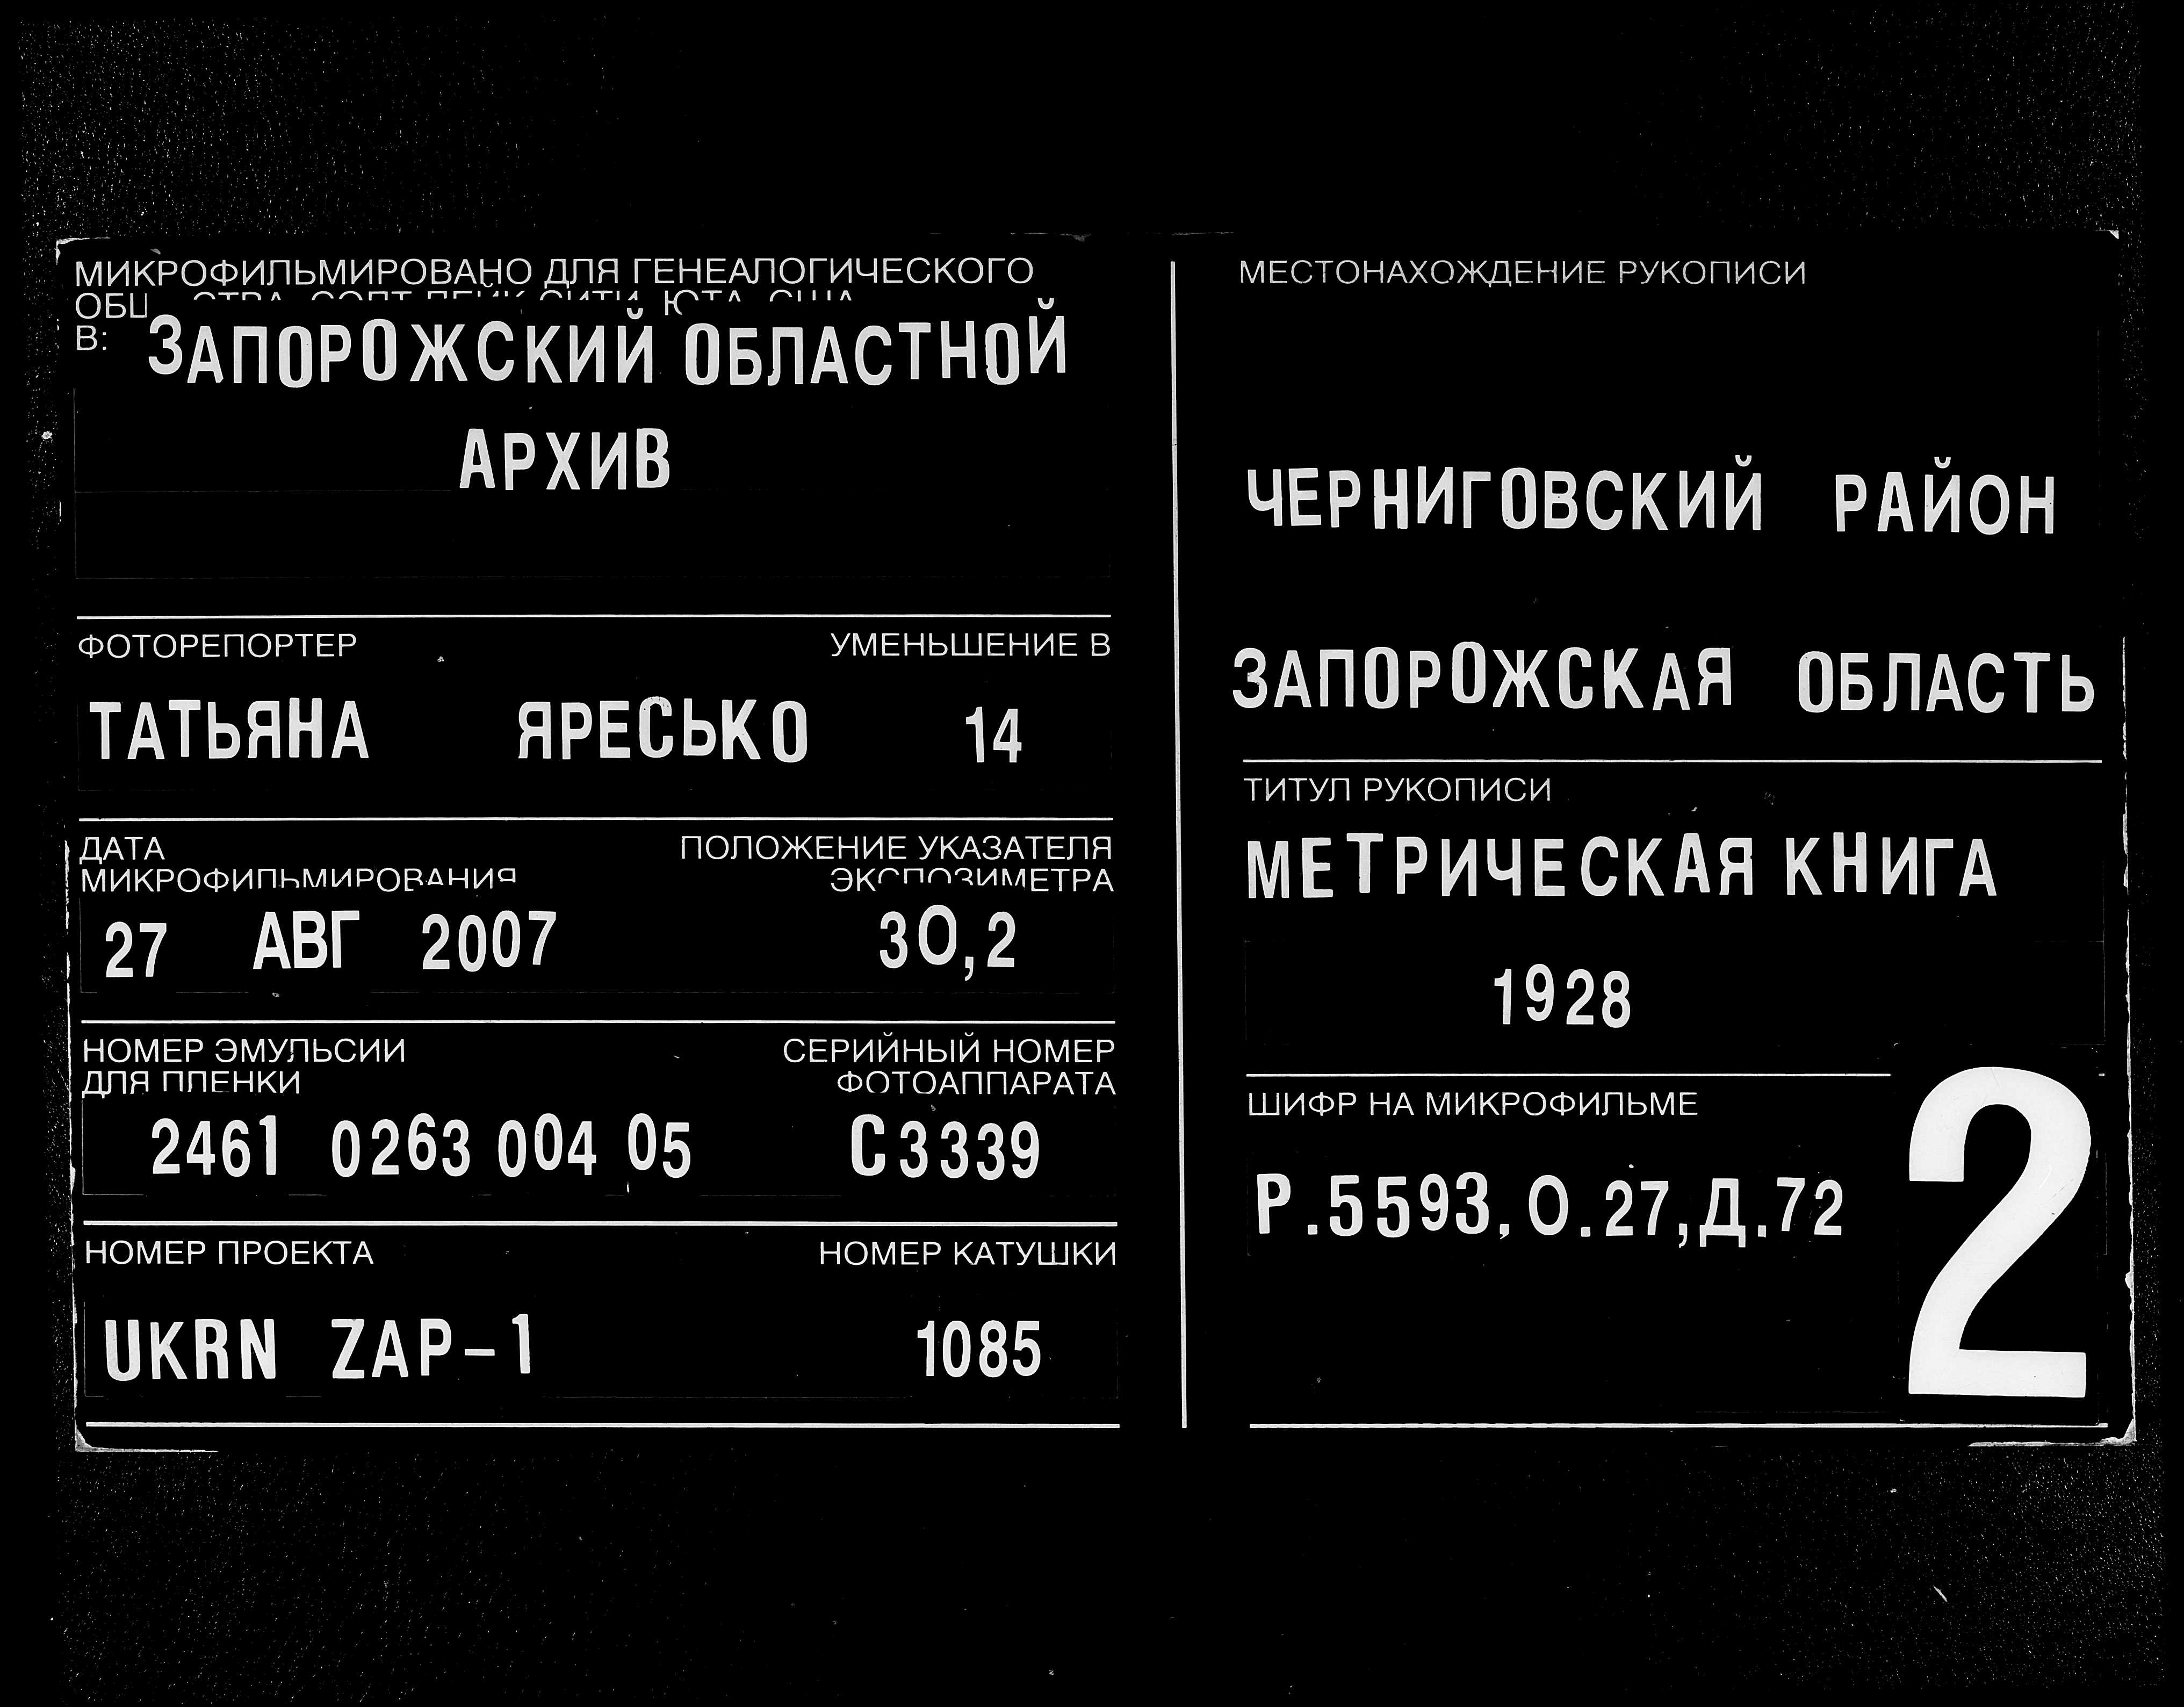 МИКРОФИЛЬМИРОВАНО ДЛЯ ГЕНЕАЛОГИЧЕСКОГО
В: ЗАПОРОЖСКИЙ ОБЛАСТНОЙ
АРХИВ
ФОТОРЕПОРТЕР УМЕНЬШЕНИЕ В
ТАТЬЯНА ЯРЕСЬКО 14
ДАТА
МИКРОФИЛЬМИРОВАНИЯ
ПОЛОЖЕНИЕ УКАЗАТЕЛЯ
ЭКСПОЗИМЕТРА
27 АВГ 2007 30,2
НОМЕР ЭМУЛЬСИИ
ДЛЯ ПЛЕНКИ
СЕРИЙНЫЙ НОМЕР
ФОТОАППАРАТА
2461 0263 004 05 С3339
НОМЕР ПРОЕКТА НОМЕР КАТУШКИ
UKRN ZAP-1 1085
МЕСТОНАХОЖДЕНИЕ РУКОПИСИ
ЧЕРНИГОВСКИЙ РАЙОН
ЗАПОРОЖСКАЯ ОБЛАСТЬ
ТИТУЛ РУКОПИСИ
МЕТРИЧЕСКАЯ КНИГА
1928
ШИФР НА МИКРОФИЛЬМЕ
Р.5593,О.27,Д.72
2